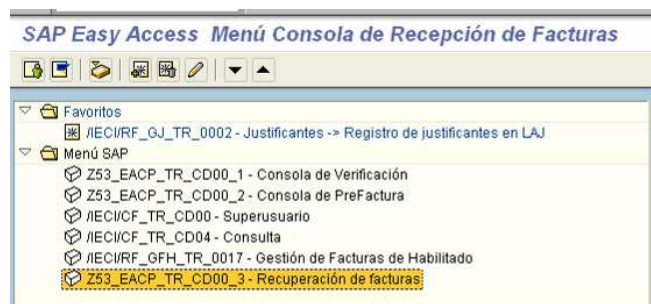 SAP Easy Access Menú Consola de Recepción de Facturas
Favoritos
/IECI/RF_GJ_TR_0002 - Justificantes -> Registro de justificantes en LAJ
Menú SAP
Z53_EACP_TR_CD00_1 - Consola de Verificación
Z53_EACP_TR_CD00_2 - Consola de PreFactura
/IECI/CF_TR_CD00 - Superusuario
/IECI/CF_TR_CD04 - Consulta
/IECI/RF_GFH_TR_0017 - Gestión de Facturas de Habilitado
Z53_EACP_TR_CD00_3 - Recuperación de facturas